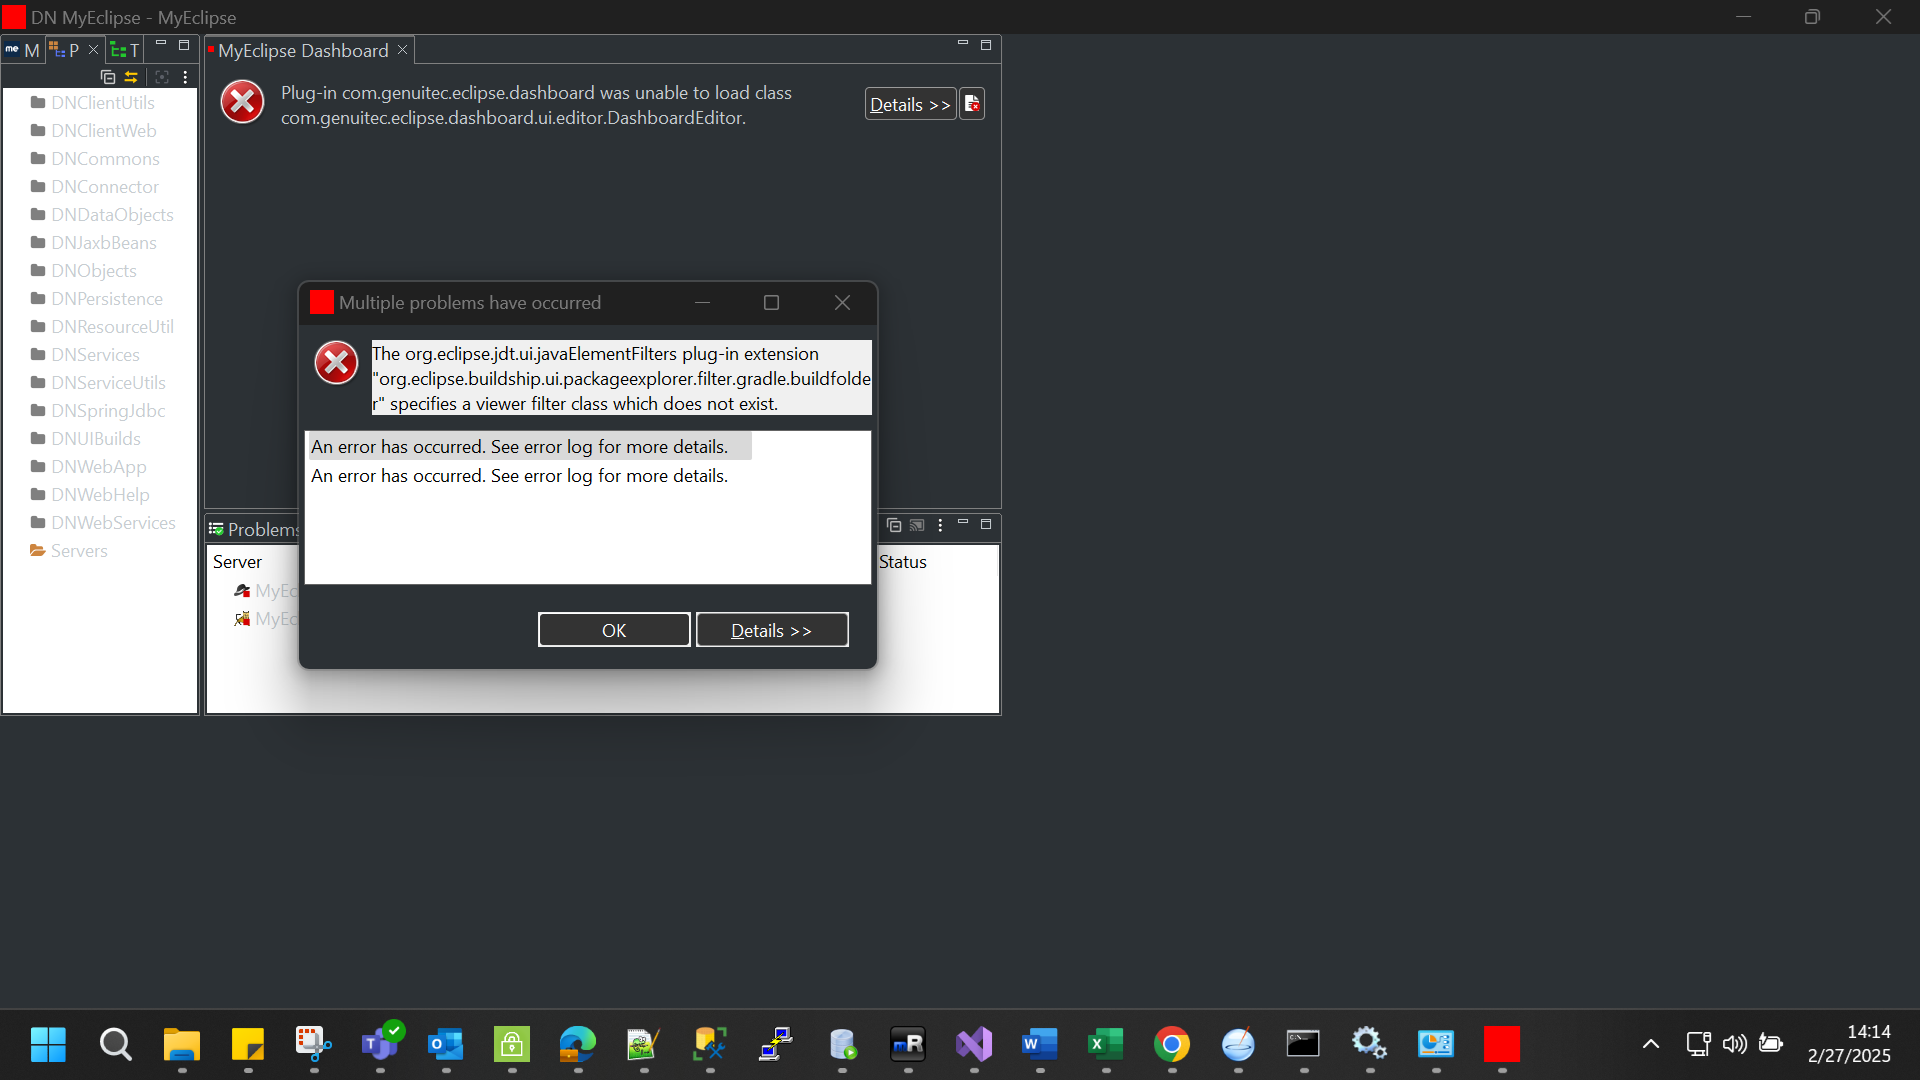 DN MyEclipse - MyEclipse
me M
P
T
MyEclipse Dashboard
Plug-in com.genuitec.eclipse.dashboard was unable to load class
com.genuitec.eclipse.dashboard.ui.editor.DashboardEditor.
Details >>
DNClientUtils
DNClientWeb
DNCommons
DNConnector
DNDataObjects
DNJaxbBeans
DNObjects
DNPersistence
DNResourceUtil
DNServices
DNServiceUtils
DNSpringJdbc
DNUIBuilds
DNWebApp
DNWebHelp
DNWebServices
Servers
Multiple problems have occurred
The org.eclipse.jdt.ui.javaElementFilters plug-in extension
"org.eclipse.buildship.ui.packageexplorer.filter.gradle.buildfolde
r" specifies a viewer filter class which does not exist.
An error has occurred. See error log for more details.
An error has occurred. See error log for more details.
OK
Details >>
Problems
Server
Status
MyEc
MyEc
14:14
2/27/2025